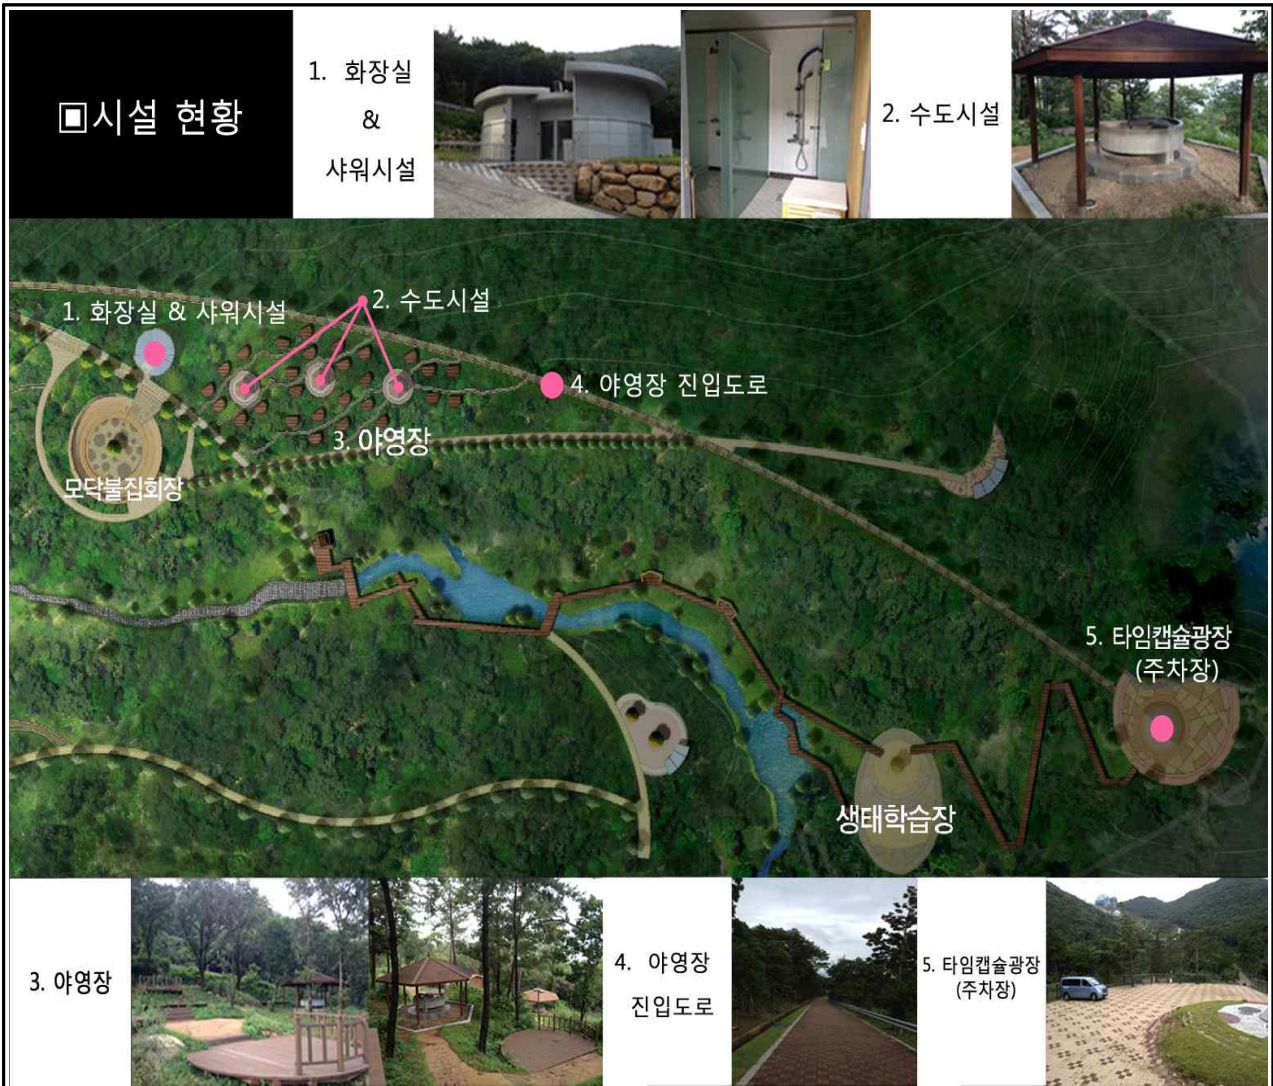 ▣시설 현황
1. 화장실
&
샤워시설
2. 수도시설
1. 화장실 & 샤워시설
2. 수도시설
4. 야영장 진입도로
3. 야영장
모닥불집회장
5. 타임캡슐광장
(주차장)
생태학습장
3. 야영장
4. 야영장
진입도로
5. 타임캡슐광장
(주차장)